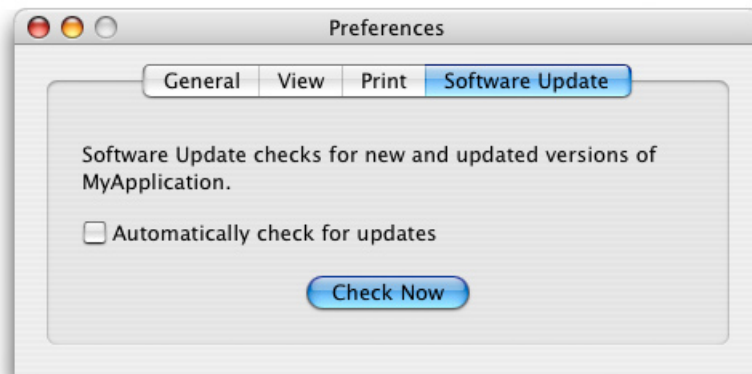 Preferences
General View Print Software Update
Software Update checks for new and updated versions of
MyApplication.
Automatically check for updates
Check Now